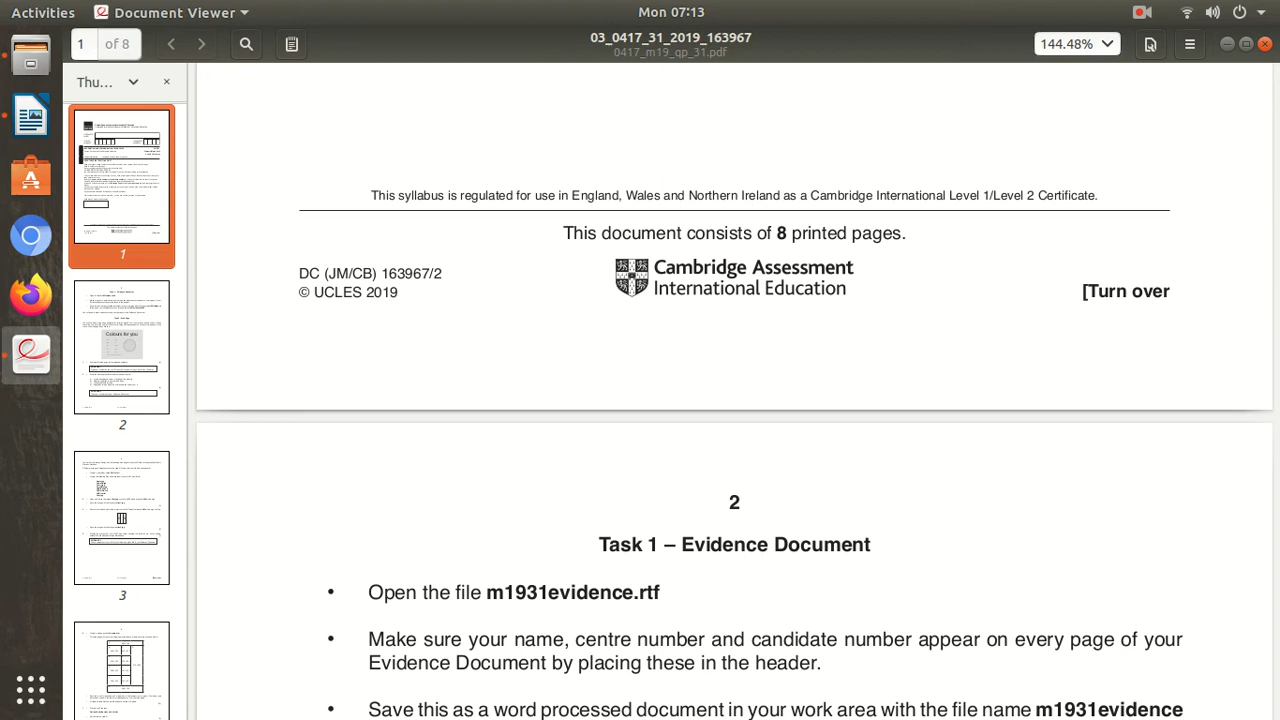 Activities Document Viewer Mon 07:13
1 of 8 03_0417_31_2019_163967 144.48%
0417_m19_qp_31.pdf
Thu...
1
2
3
This syllabus is regulated for use in England, Wales and Northern Ireland as a Cambridge International Level 1/Level 2 Certificate.
This document consists of 8 printed pages.
DC (JM/CB) 163967/2
© UCLES 2019
Cambridge Assessment
International Education
[Turn over
2
Task 1 – Evidence Document
• Open the file m1931evidence.rtf
• Make sure your name, centre number and candidate number appear on every page of your
Evidence Document by placing these in the header.
• Save this as a word processed document in your work area with the file name m1931evidence